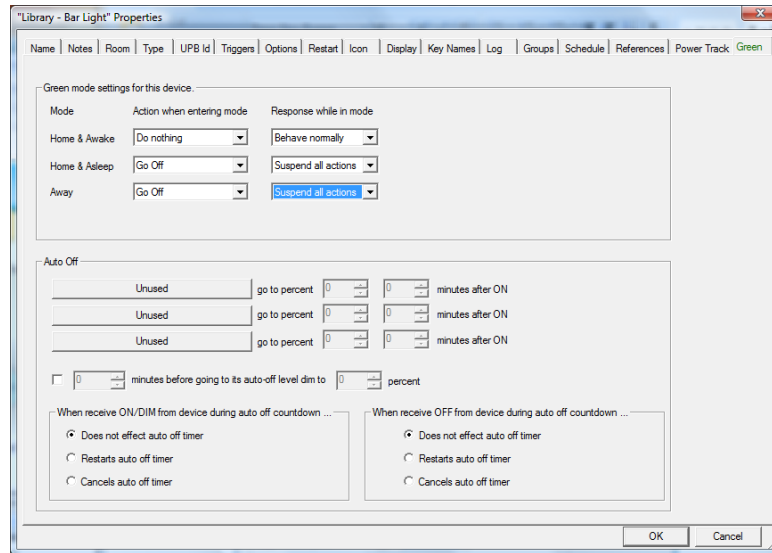 "Library - Bar Light" Properties
Name Notes Room Type UPB Id Triggers Options Restart Icon Display Key Names Log Groups Schedule References Power Track Green
Green mode settings for this device.
Mode Action when entering mode Response while in mode
Home & Awake Do nothing Behave normally
Home & Asleep Go Off Suspend all actions
Away Go Off Suspend all actions
Auto Off
Unused go to percent 0 0 minutes after ON
Unused go to percent 0 0 minutes after ON
Unused go to percent 0 0 minutes after ON
0 minutes before going to its auto-off level dim to 0 percent
When receive ON/DIM from device during auto off countdown ... When receive OFF from device during auto off countdown ...
Does not effect auto off timer Does not effect auto off timer
Restarts auto off timer Restarts auto off timer
Cancels auto off timer Cancels auto off timer
OK Cancel